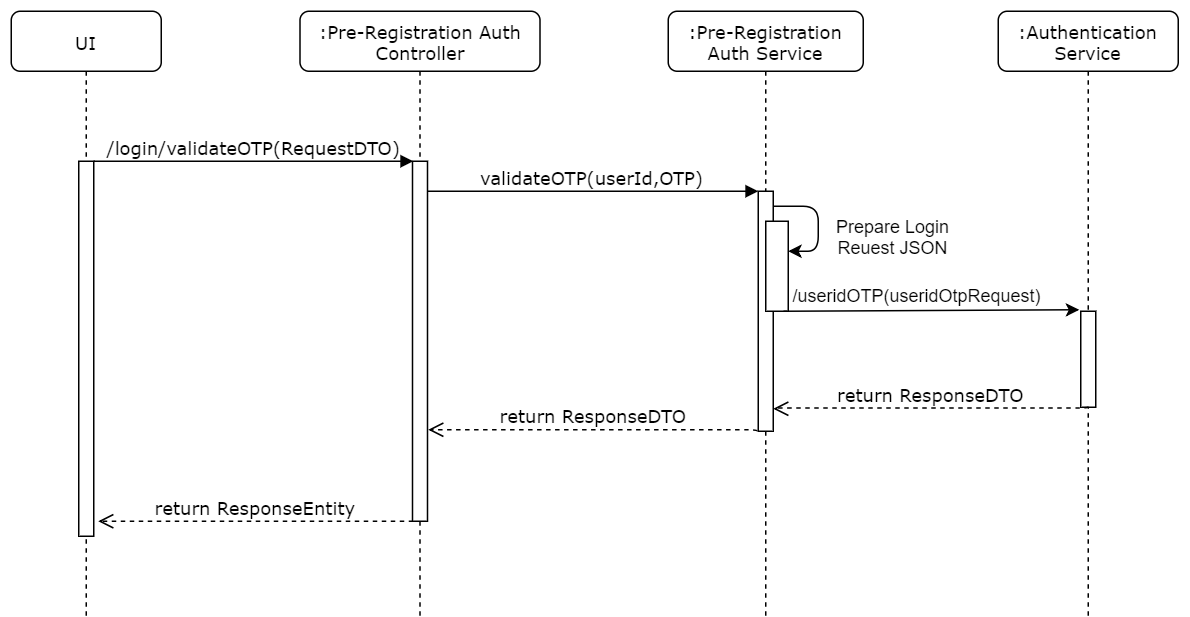 UI
:Pre-Registration Auth
Controller
:Pre-Registration
Auth Service
:Authentication
Service
/login/validateOTP(RequestDTO)
validateOTP(userId,OTP)
Prepare Login
Reuest JSON
/useridOTP(useridOtpRequest)
return ResponseDTO
return ResponseDTO
return ResponseEntity